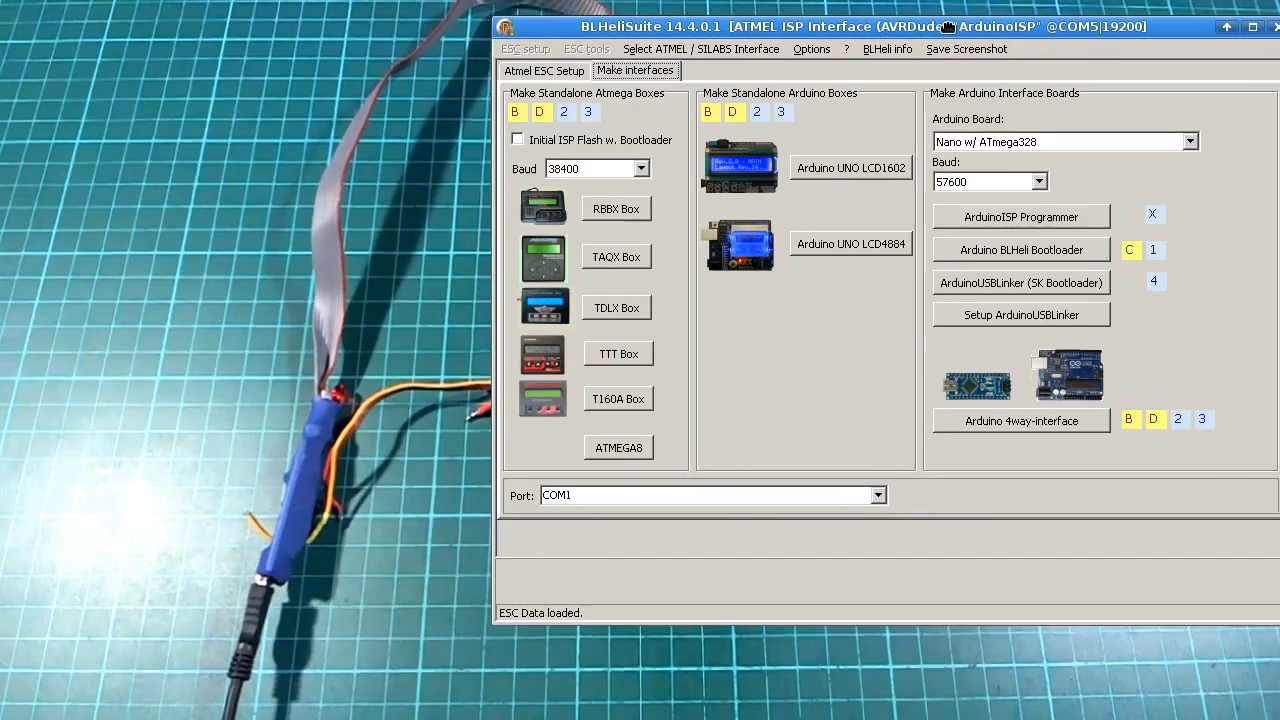 BLHeliSuite 14.4.0.1 [ATMEL ISP Interface (AVRDude "ArduinoISP" @COM5|19200]
ESC setup ESC tools Select ATMEL / SILABS Interface Options ? BLHeli info Save Screenshot
Atmel ESC Setup Make interfaces
Make Standalone Atmega Boxes
B D 2 3
Initial ISP Flash w. Bootloader
Baud 38400
RBBX Box
TAQX Box
TDLX Box
TTT Box
T160A Box
ATMEGA8
Make Standalone Arduino Boxes
B D 2 3
Arduino UNO LCD1602
Arduino UNO LCD4884
Make Arduino Interface Boards
Arduino Board:
Nano w/ ATmega328
Baud:
57600
ArduinoISP Programmer X
Arduino BLHeli Bootloader C 1
ArduinoUSBLinker (SK Bootloader) 4
Setup ArduinoUSBLinker
Arduino 4way-interface B D 2 3
Port: COM1
ESC Data loaded.